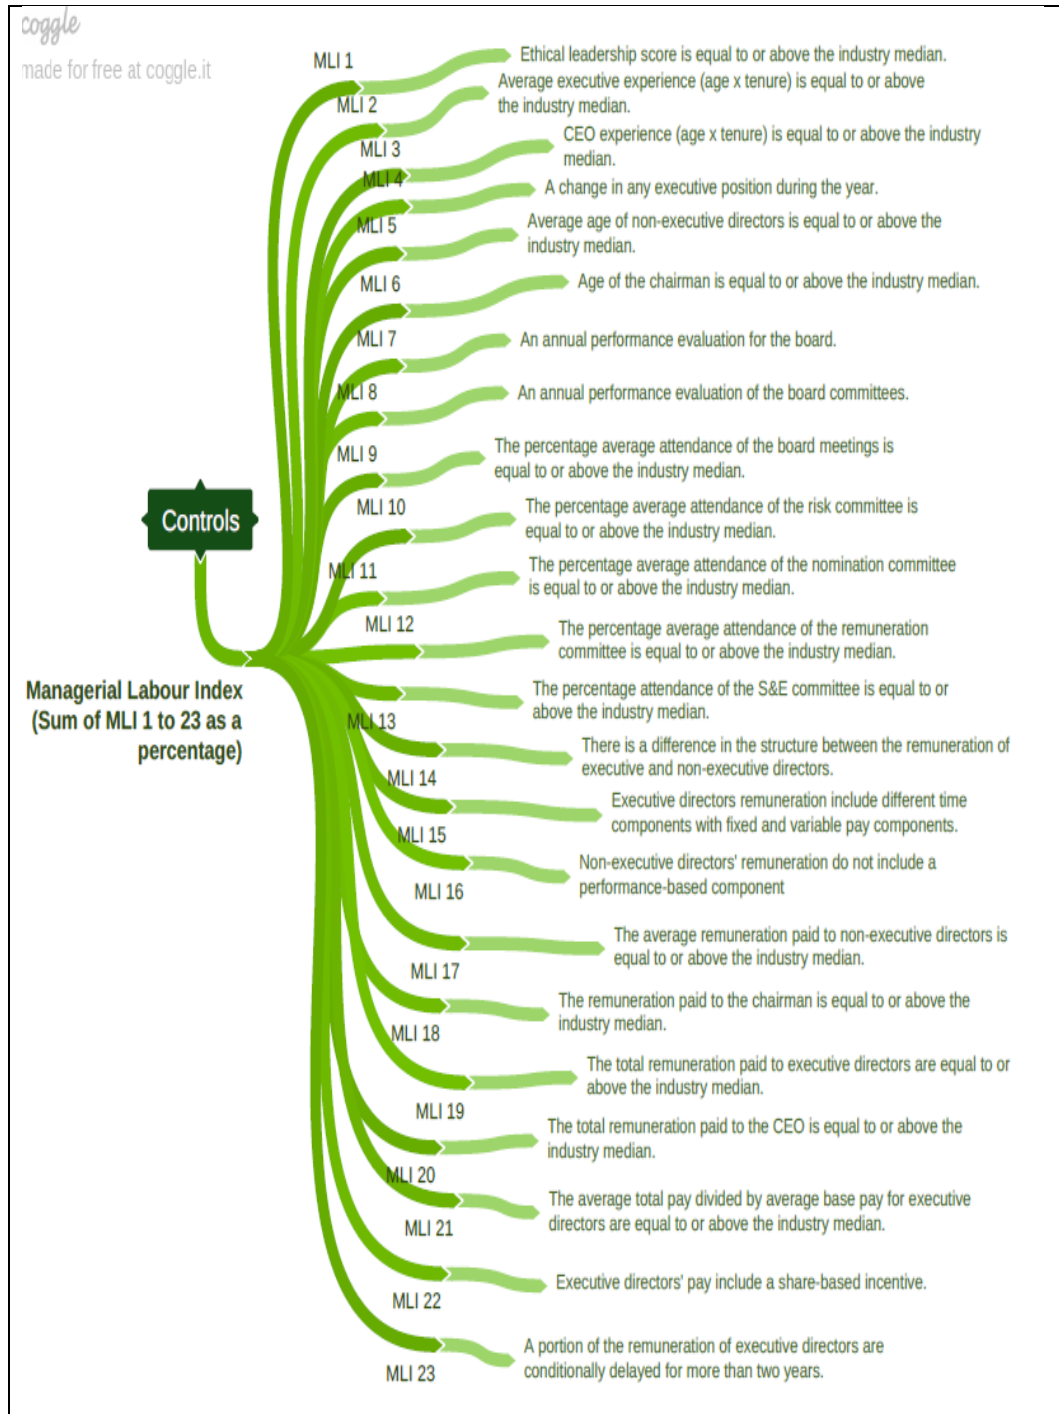 coggle
made for free at coggle.it
Controls
Managerial Labour Index
(Sum of MLI 1 to 23 as a
percentage)
MLI 1
Ethical leadership score is equal to or above the industry median.
MLI 2
Average executive experience (age x tenure) is equal to or above
the industry median.
MLI 3
CEO experience (age x tenure) is equal to or above the industry
median.
MLI 4
A change in any executive position during the year.
MLI 5
Average age of non-executive directors is equal to or above the
industry median.
MLI 6
Age of the chairman is equal to or above the industry median.
MLI 7
An annual performance evaluation for the board.
MLI 8
An annual performance evaluation of the board committees.
MLI 9
The percentage average attendance of the board meetings is
equal to or above the industry median.
MLI 10
The percentage average attendance of the risk committee is
equal to or above the industry median.
MLI 11
The percentage average attendance of the nomination committee
is equal to or above the industry median.
MLI 12
The percentage average attendance of the remuneration
committee is equal to or above the industry median.
MLI 13
The percentage attendance of the S&E committee is equal to or
above the industry median.
MLI 14
There is a difference in the structure between the remuneration of
executive and non-executive directors.
MLI 15
Executive directors remuneration include different time
components with fixed and variable pay components.
MLI 16
Non-executive directors' remuneration do not include a
performance-based component
MLI 17
The average remuneration paid to non-executive directors is
equal to or above the industry median.
MLI 18
The remuneration paid to the chairman is equal to or above the
industry median.
MLI 19
The total remuneration paid to executive directors are equal to or
above the industry median.
MLI 20
The total remuneration paid to the CEO is equal to or above the
industry median.
MLI 21
The average total pay divided by average base pay for executive
directors are equal to or above the industry median.
MLI 22
Executive directors' pay include a share-based incentive.
MLI 23
A portion of the remuneration of executive directors are
conditionally delayed for more than two years.